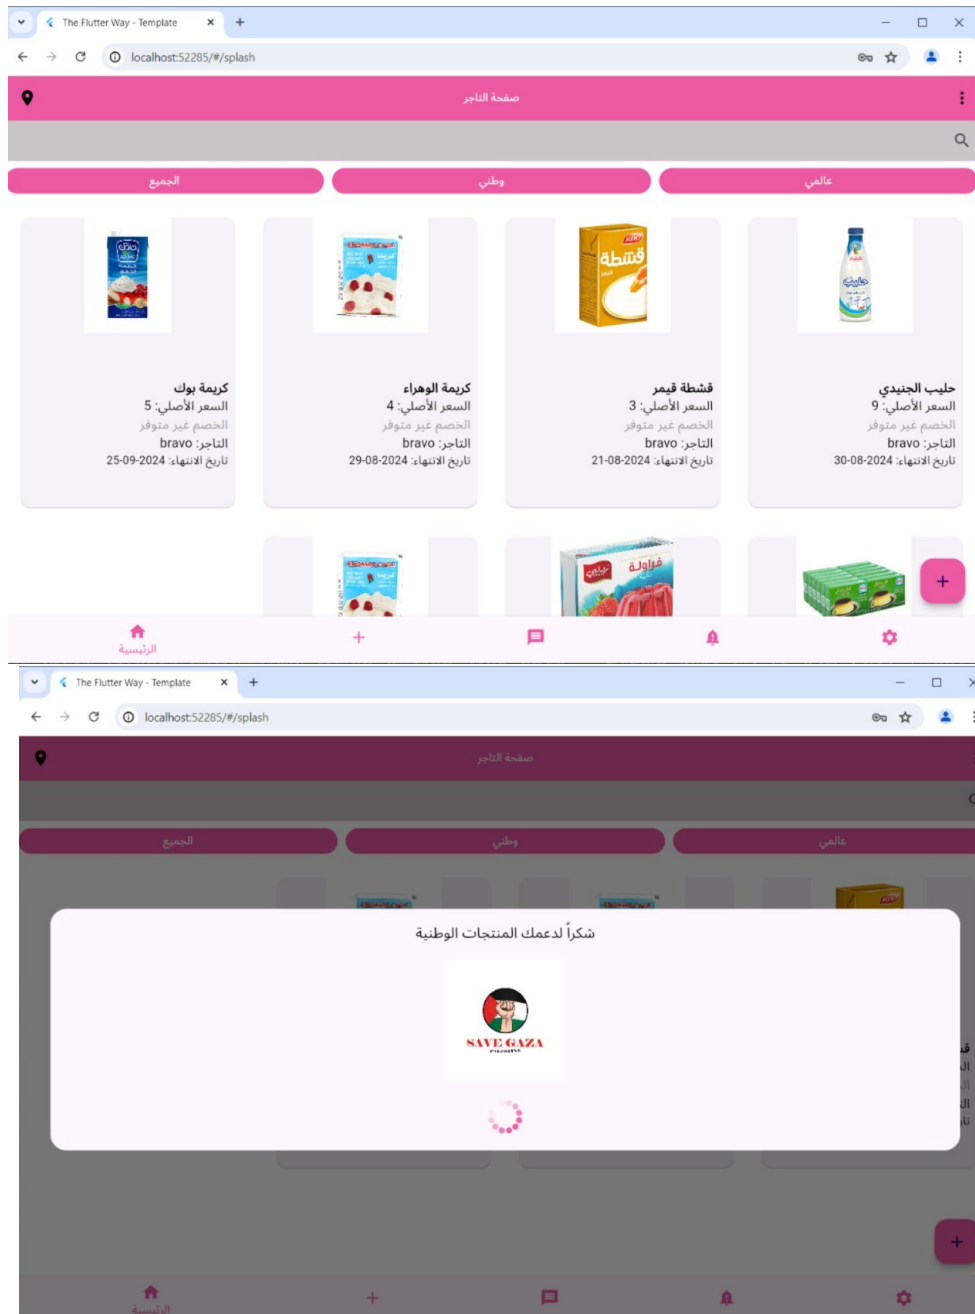 The Flutter Way - Template
localhost:52285/#/splash
صفحة التاجر
عالمي
وطني
الجميع
حليب الجنيدي
السعر الأصلي: 9
الخصم غير متوفر
التاجر: bravo
تاريخ الانتهاء: 2024-08-30
قشطة
قشطة قيمر
السعر الأصلي: 3
الخصم غير متوفر
التاجر: bravo
تاريخ الانتهاء: 2024-08-21
كريمة الوهراء
السعر الأصلي: 4
الخصم غير متوفر
التاجر: bravo
تاريخ الانتهاء: 2024-08-29
كريمة بوك
السعر الأصلي: 5
الخصم غير متوفر
التاجر: bravo
تاريخ الانتهاء: 2024-09-25
فراولة
الرئيسية
The Flutter Way - Template
localhost:52285/#/splash
صفحة التاجر
عالمي
وطني
الجميع
شكراً لدعمك المنتجات الوطنية
SAVE GAZA
PALESTINE
الرئيسية